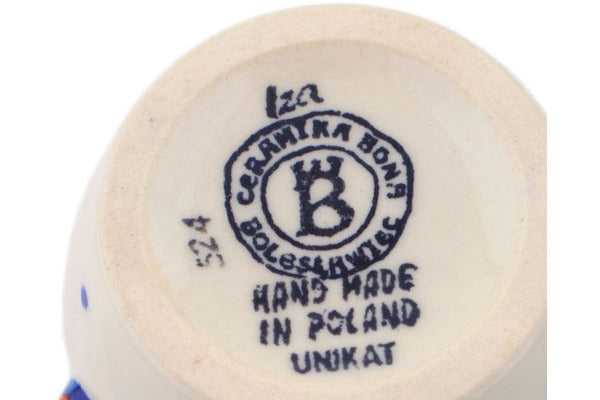 Iza
CERAMIKA BONA
B
BOLESŁAWIEC
524
HAND MADE
IN POLAND
UNIKAT